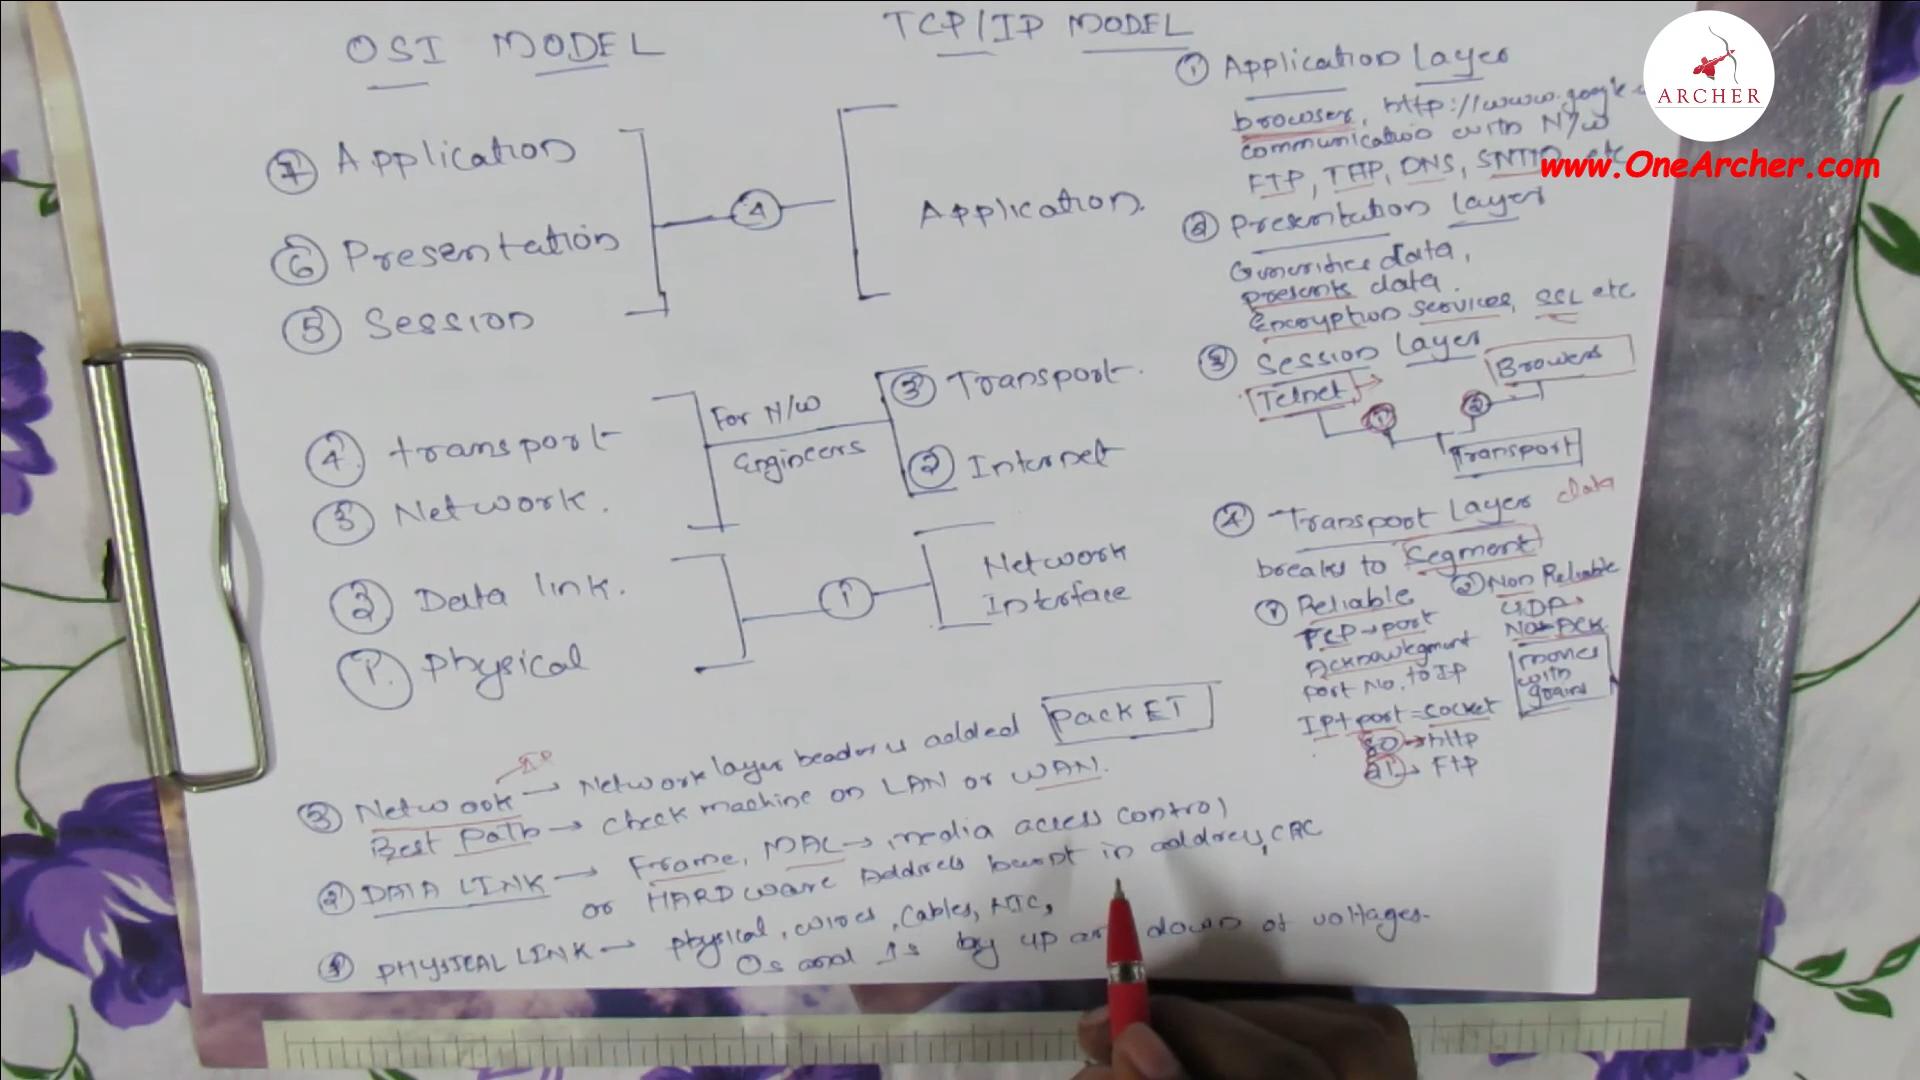 OSI MODEL
TCP/IP MODEL
7 Application
6 Presentation
5 Session
4
Application.
4. transport
3 Network.
For N/W
Engineers
3 Transport.
2 Internet
2 Data link.
1. Physical
1
Network
Interface
1 Application Layer
browser, http://www.google
communication with N/W
FTP, DNS, etc
2 Presentation Layer
data,
presents data.
Encryption services, SSL etc
3 Session Layer
Telnet
1
2
Browers
Transport
4 Transport Layer data
breaks to Segment
1 Reliable
TCP → port
port No. to IP
IP + port = socket
80 → http
21 → FTP
2 Non Reliable
UDP
Not ACK
with
3 → Network layer header is added PackET
Best Path → check machine on LAN or WAN.
2 DATA LINK → Frame, MAC → media access control
or HARDware Address burnt in address, CRC
1 PHYSICAL LINK → physical, wires, Cables, NIC,
0s and 1s by up and down of voltages.
ARCHER
www.OneArcher.com